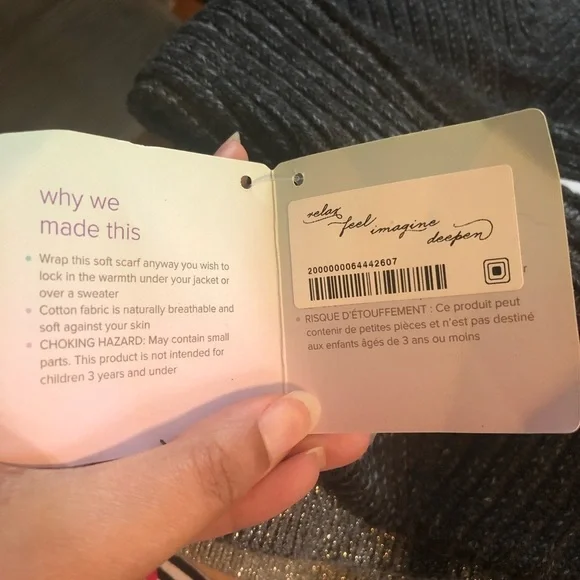 why we
made this
• Wrap this soft scarf anyway you wish to
lock in the warmth under your jacket or
over a sweater
• Cotton fabric is naturally breathable and
soft against your skin
• CHOKING HAZARD: May contain small
parts. This product is not intended for
children 3 years and under
relax
feel imagine
deepen
2000000064442607
• RISQUE D'ÉTOUFFEMENT : Ce produit peut
contenir de petites pièces et n'est pas destiné
aux enfants âgés de 3 ans ou moins